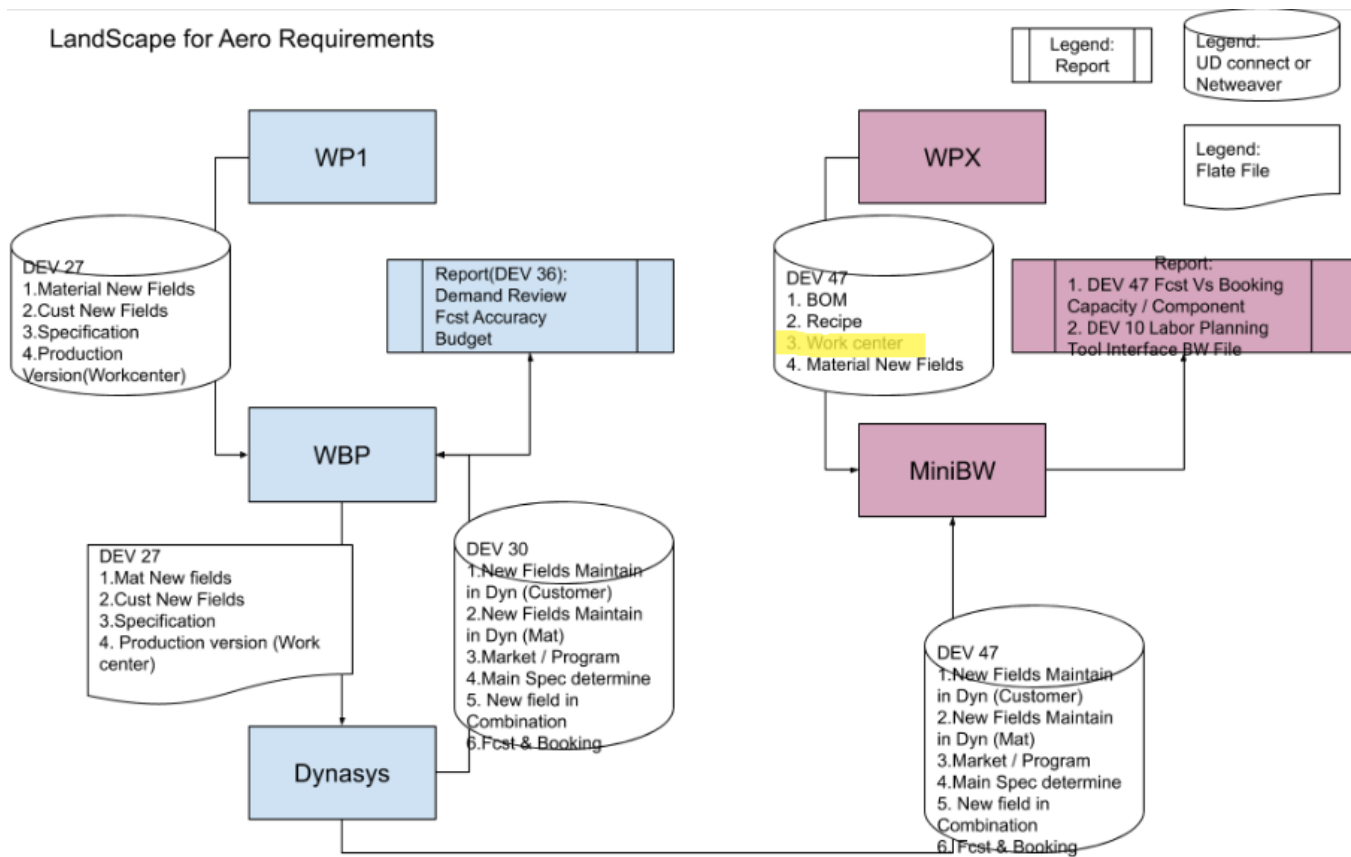 LandScape for Aero Requirements
Legend:
Report
Legend:
UD connect or
Netweaver
Legend:
Flate File
WP1
WPX
DEV 27
1.Material New Fields
2.Cust New Fields
3.Specification
4.Production
Version(Workcenter)
Report(DEV 36):
Demand Review
Fcst Accuracy
Budget
DEV 47
1. BOM
2. Recipe
3. Work center
4. Material New Fields
Report:
1. DEV 47 Fcst Vs Booking
Capacity / Component
2. DEV 10 Labor Planning
Tool Interface BW File
WBP
MiniBW
DEV 27
1.Mat New fields
2.Cust New Fields
3.Specification
4. Production version (Work
center)
DEV 30
1.New Fields Maintain
in Dyn (Customer)
2.New Fields Maintain
in Dyn (Mat)
3.Market / Program
4.Main Spec determine
5. New field in
Combination
6.Fcst & Booking
DEV 47
1.New Fields Maintain
in Dyn (Customer)
2.New Fields Maintain
in Dyn (Mat)
3.Market / Program
4.Main Spec determine
5. New field in
Combination
6. Fcst & Booking
Dynasys